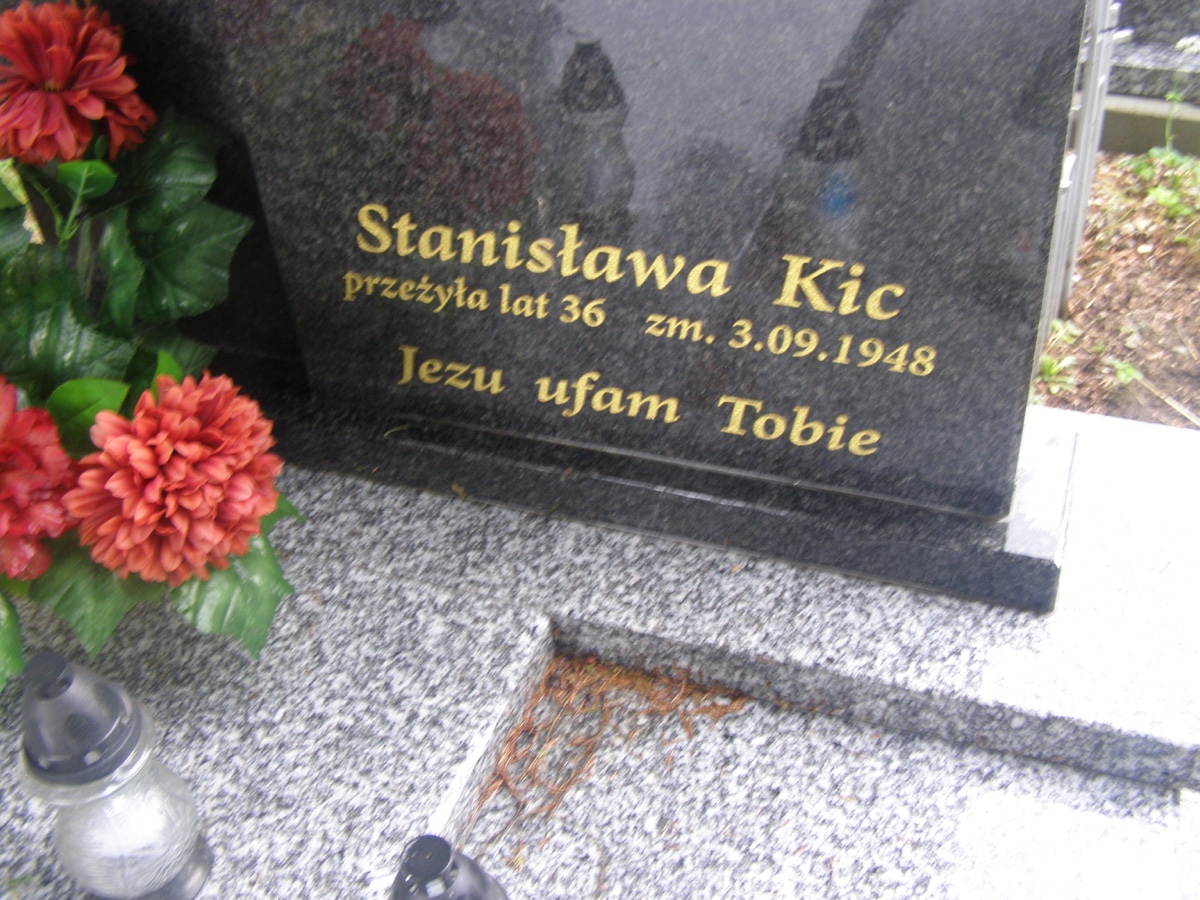 Stanisława Kic
przeżyła lat 36 zm. 3.09.1948
Jezu ufam Tobie